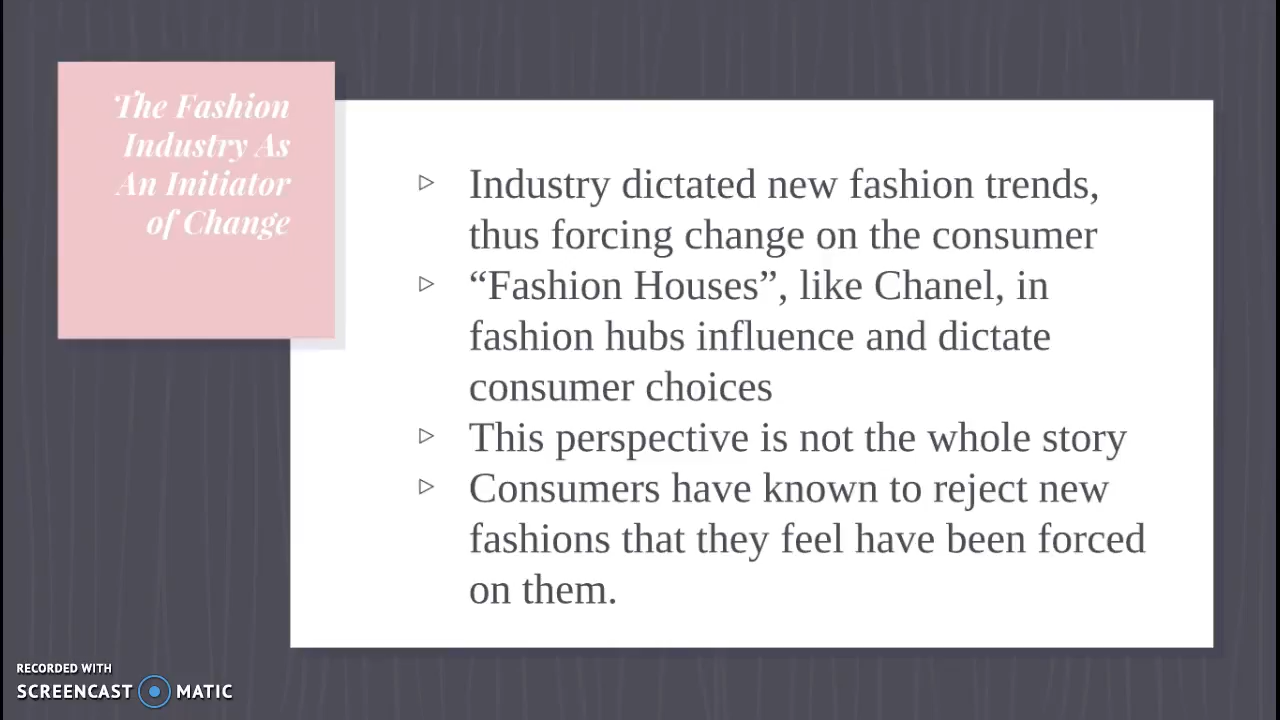 The Fashion
Industry As
An Initiator
of Change
▷ Industry dictated new fashion trends,
thus forcing change on the consumer
▷ “Fashion Houses”, like Chanel, in
fashion hubs influence and dictate
consumer choices
▷ This perspective is not the whole story
▷ Consumers have known to reject new
fashions that they feel have been forced
on them.
RECORDED WITH
SCREENCAST MATIC